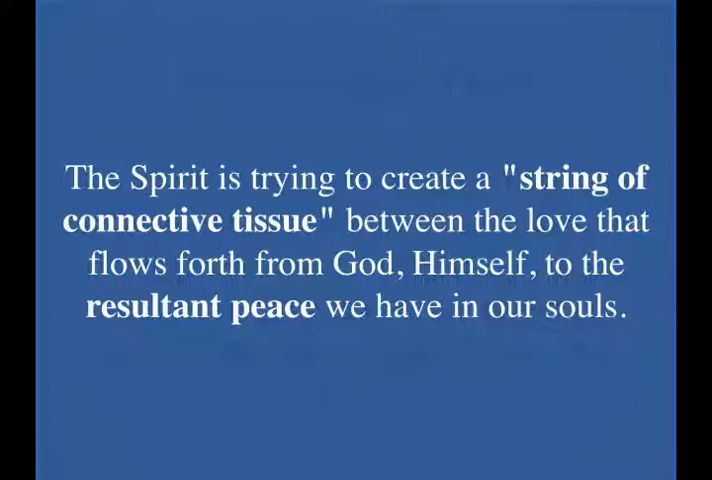 The Spirit is trying to create a "string of
connective tissue" between the love that
flows forth from God, Himself, to the
resultant peace we have in our souls.